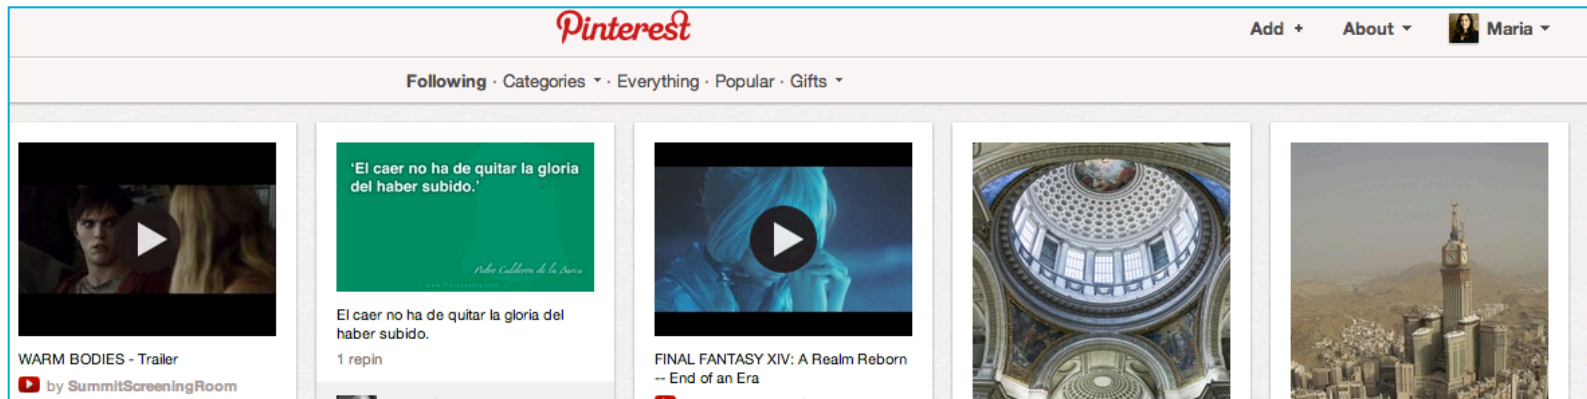 Pinterest
Add +
About
Maria
Following · Categories · Everything · Popular · Gifts
'El caer no ha de quitar la gloria
del haber subido.'
Pedro Calderón de la Barca
El caer no ha de quitar la gloria del
haber subido.
1 repin
WARM BODIES - Trailer
by SummitScreeningRoom
FINAL FANTASY XIV: A Realm Reborn
-- End of an Era